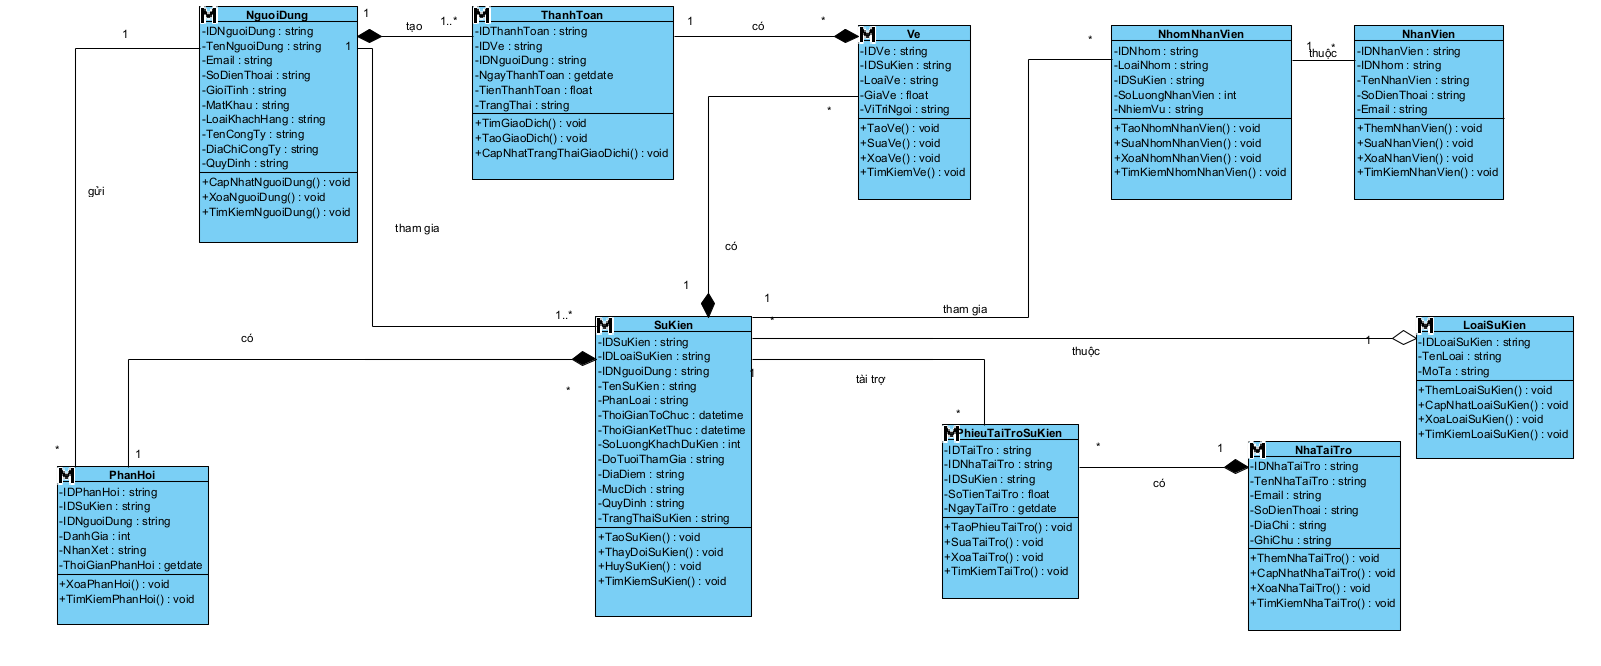 NguoiDung
-IDNguoiDung : string
-TenNguoiDung : string
-Email : string
-SoDienThoai : string
-GioiTinh : string
-MatKhau : string
-LoaiKhachHang : string
-TenCongTy : string
-DiaChiCongTy : string
-QuyDinh : string
+CapNhatNguoiDung() : void
+XoaNguoiDung() : void
+TimKiemNguoiDung() : void
1
tạo
1..*
ThanhToan
-IDThanhToan : string
-IDVe : string
-IDNguoiDung : string
-NgayThanhToan : getdate
-TienThanhToan : float
-TrangThai : string
+TimGiaoDich() : void
+TaoGiaoDich() : void
+CapNhatTrangThaiGiaoDichi() : void
1
có
*
Ve
-IDVe : string
-IDSuKien : string
-LoaiVe : string
-GiaVe : float
-ViTriNgoi : string
+TaoVe() : void
+SuaVe() : void
+XoaVe() : void
+TimKiemVe() : void
*
NhomNhanVien
-IDNhom : string
-LoaiNhom : string
-IDSuKien : string
-SoLuongNhanVien : int
-NhiemVu : string
+TaoNhomNhanVien() : void
+SuaNhomNhanVien() : void
+XoaNhomNhanVien() : void
+TimKiemNhomNhanVien() : void
1
*
thuộc
NhanVien
-IDNhanVien : string
-IDNhom : string
-TenNhanVien : string
-SoDienThoai : string
-Email : string
+ThemNhanVien() : void
+SuaNhanVien() : void
+XoaNhanVien() : void
+TimKiemNhanVien() : void
1
gửi
*
1
tham gia
1..*
*
có
1
1
tham gia
có
*
1
PhanHoi
-IDPhanHoi : string
-IDSuKien : string
-IDNguoiDung : string
-DanhGia : int
-NhanXet : string
-ThoiGianPhanHoi : getdate
+XoaPhanHoi() : void
+TimKiemPhanHoi() : void
SuKien
-IDSuKien : string
-IDLoaiSuKien : string
-IDNguoiDung : string
-TenSuKien : string
-PhanLoai : string
-ThoiGianToChuc : datetime
-ThoiGianKetThuc : datetime
-SoLuongKhachDuKien : int
-DoTuoiThamGia : string
-DiaDiem : string
-MucDich : string
-QuyDinh : string
-TrangThaiSuKien : string
+TaoSuKien() : void
+ThayDoiSuKien() : void
+HuySuKien() : void
+TimKiemSuKien() : void
*
thuộc
1
LoaiSuKien
-IDLoaiSuKien : string
-TenLoai : string
-MoTa : string
+ThemLoaiSuKien() : void
+CapNhatLoaiSuKien() : void
+XoaLoaiSuKien() : void
+TimKiemLoaiSuKien() : void
1
tài trợ
*
PhieuTaiTroSuKien
-IDTaiTro : string
-IDNhaTaiTro : string
-IDSuKien : string
-SoTienTaiTro : float
-NgayTaiTro : getdate
+TaoPhieuTaiTro() : void
+SuaTaiTro() : void
+XoaTaiTro() : void
+TimKiemTaiTro() : void
*
có
1
NhaTaiTro
-IDNhaTaiTro : string
-TenNhaTaiTro : string
-Email : string
-SoDienThoai : string
-DiaChi : string
-GhiChu : string
+ThemNhaTaiTro() : void
+CapNhatNhaTaiTro() : void
+XoaNhaTaiTro() : void
+TimKiemNhaTaiTro() : void